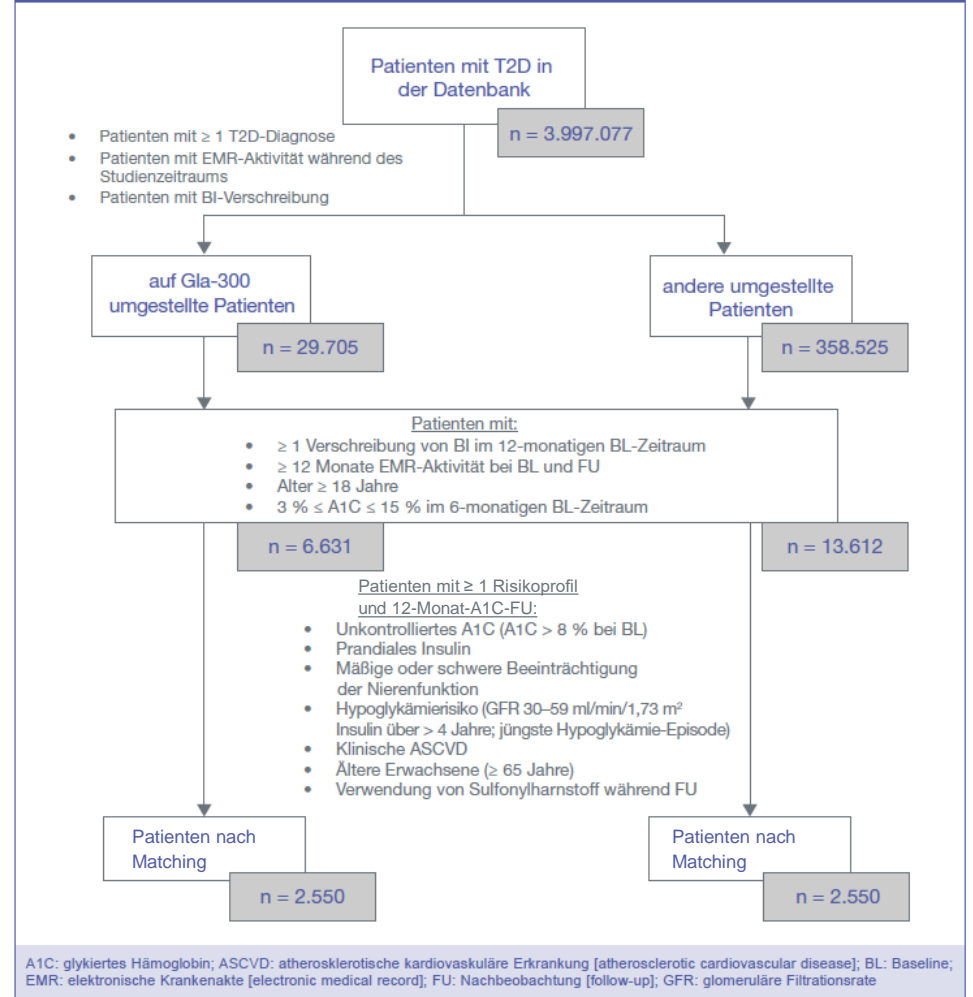 Patienten mit T2D in
der Datenbank
n = 3.997.077
• Patienten mit ≥ 1 T2D-Diagnose
• Patienten mit EMR-Aktivität während des
Studienzeitraums
• Patienten mit BI-Verschreibung
auf Gla-300
umgestellte Patienten
n = 29.705
andere umgestellte
Patienten
n = 358.525
Patienten mit:
• ≥ 1 Verschreibung von BI im 12-monatigen BL-Zeitraum
• ≥ 12 Monate EMR-Aktivität bei BL und FU
• Alter ≥ 18 Jahre
• 3 % ≤ A1C ≤ 15 % im 6-monatigen BL-Zeitraum
n = 6.631
n = 13.612
Patienten mit ≥ 1 Risikoprofil
und 12-Monat-A1C-FU:
• Unkontrolliertes A1C (A1C > 8 % bei BL)
• Prandiales Insulin
• Mäßige oder schwere Beeinträchtigung
der Nierenfunktion
• Hypoglykämierisiko (GFR 30–59 ml/min/1,73 m²
Insulin über > 4 Jahre; jüngste Hypoglykämie-Episode)
• Klinische ASCVD
• Ältere Erwachsene (≥ 65 Jahre)
• Verwendung von Sulfonylharnstoff während FU
Patienten nach
Matching
n = 2.550
Patienten nach
Matching
n = 2.550
A1C: glykiertes Hämoglobin; ASCVD: atherosklerotische kardiovaskuläre Erkrankung [atherosclerotic cardiovascular disease]; BL: Baseline;
EMR: elektronische Krankenakte [electronic medical record]; FU: Nachbeobachtung [follow-up]; GFR: glomeruläre Filtrationsrate